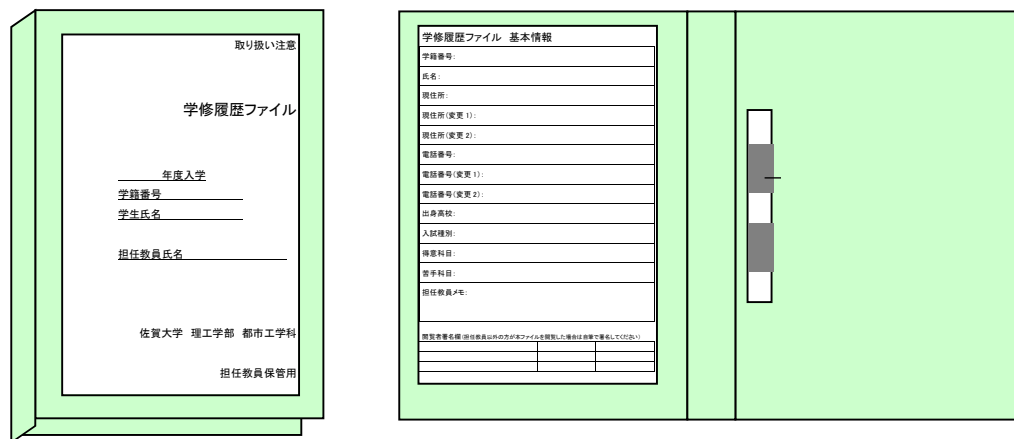 取り扱い注意
学修履歴ファイル
年度入学
学籍番号
学生氏名
担任教員氏名
佐賀大学 理工学部 都市工学科
担任教員保管用
学修履歴ファイル 基本情報
学籍番号:
氏名:
現住所:
現住所(変更1):
現住所(変更2):
電話番号:
電話番号(変更1):
電話番号(変更2):
出身高校:
入試種別:
得意科目:
苦手科目:
担任教員メモ:
閲覧者署名欄(担任教員以外の方が本ファイルを閲覧した場合は自筆で署名してください)